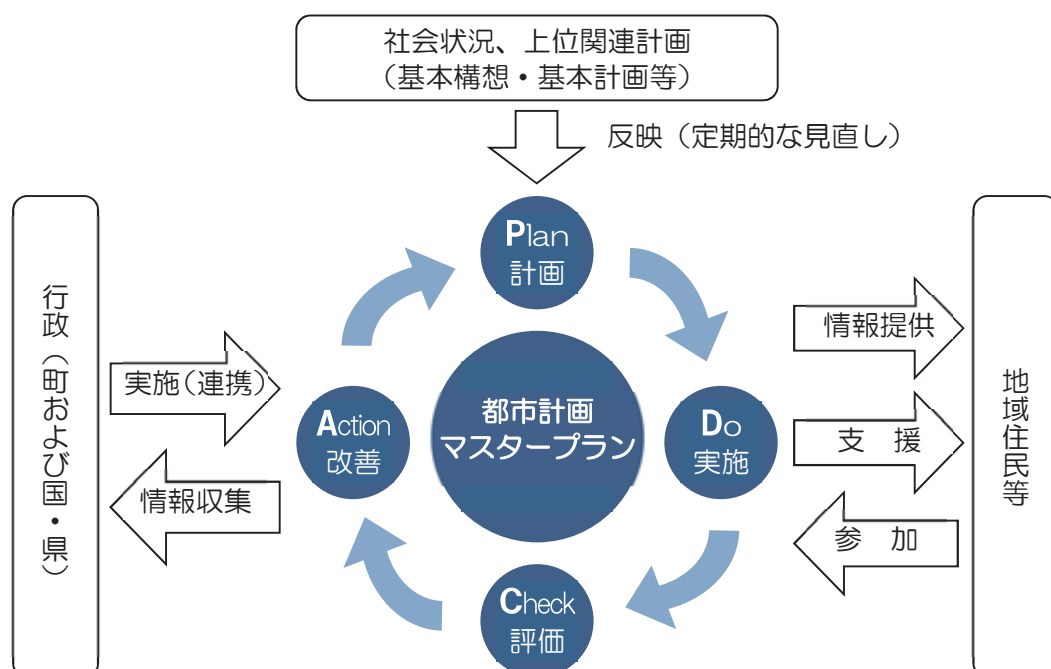 社会状況、上位関連計画
（基本構想・基本計画等）
反映（定期的な見直し）
Plan
計画
行政（町および国・県）
実施（連携）
情報収集
Action
改善
都市計画
マスタープラン
Do
実施
Check
評価
情報提供
支　援
参　加
地域住民等